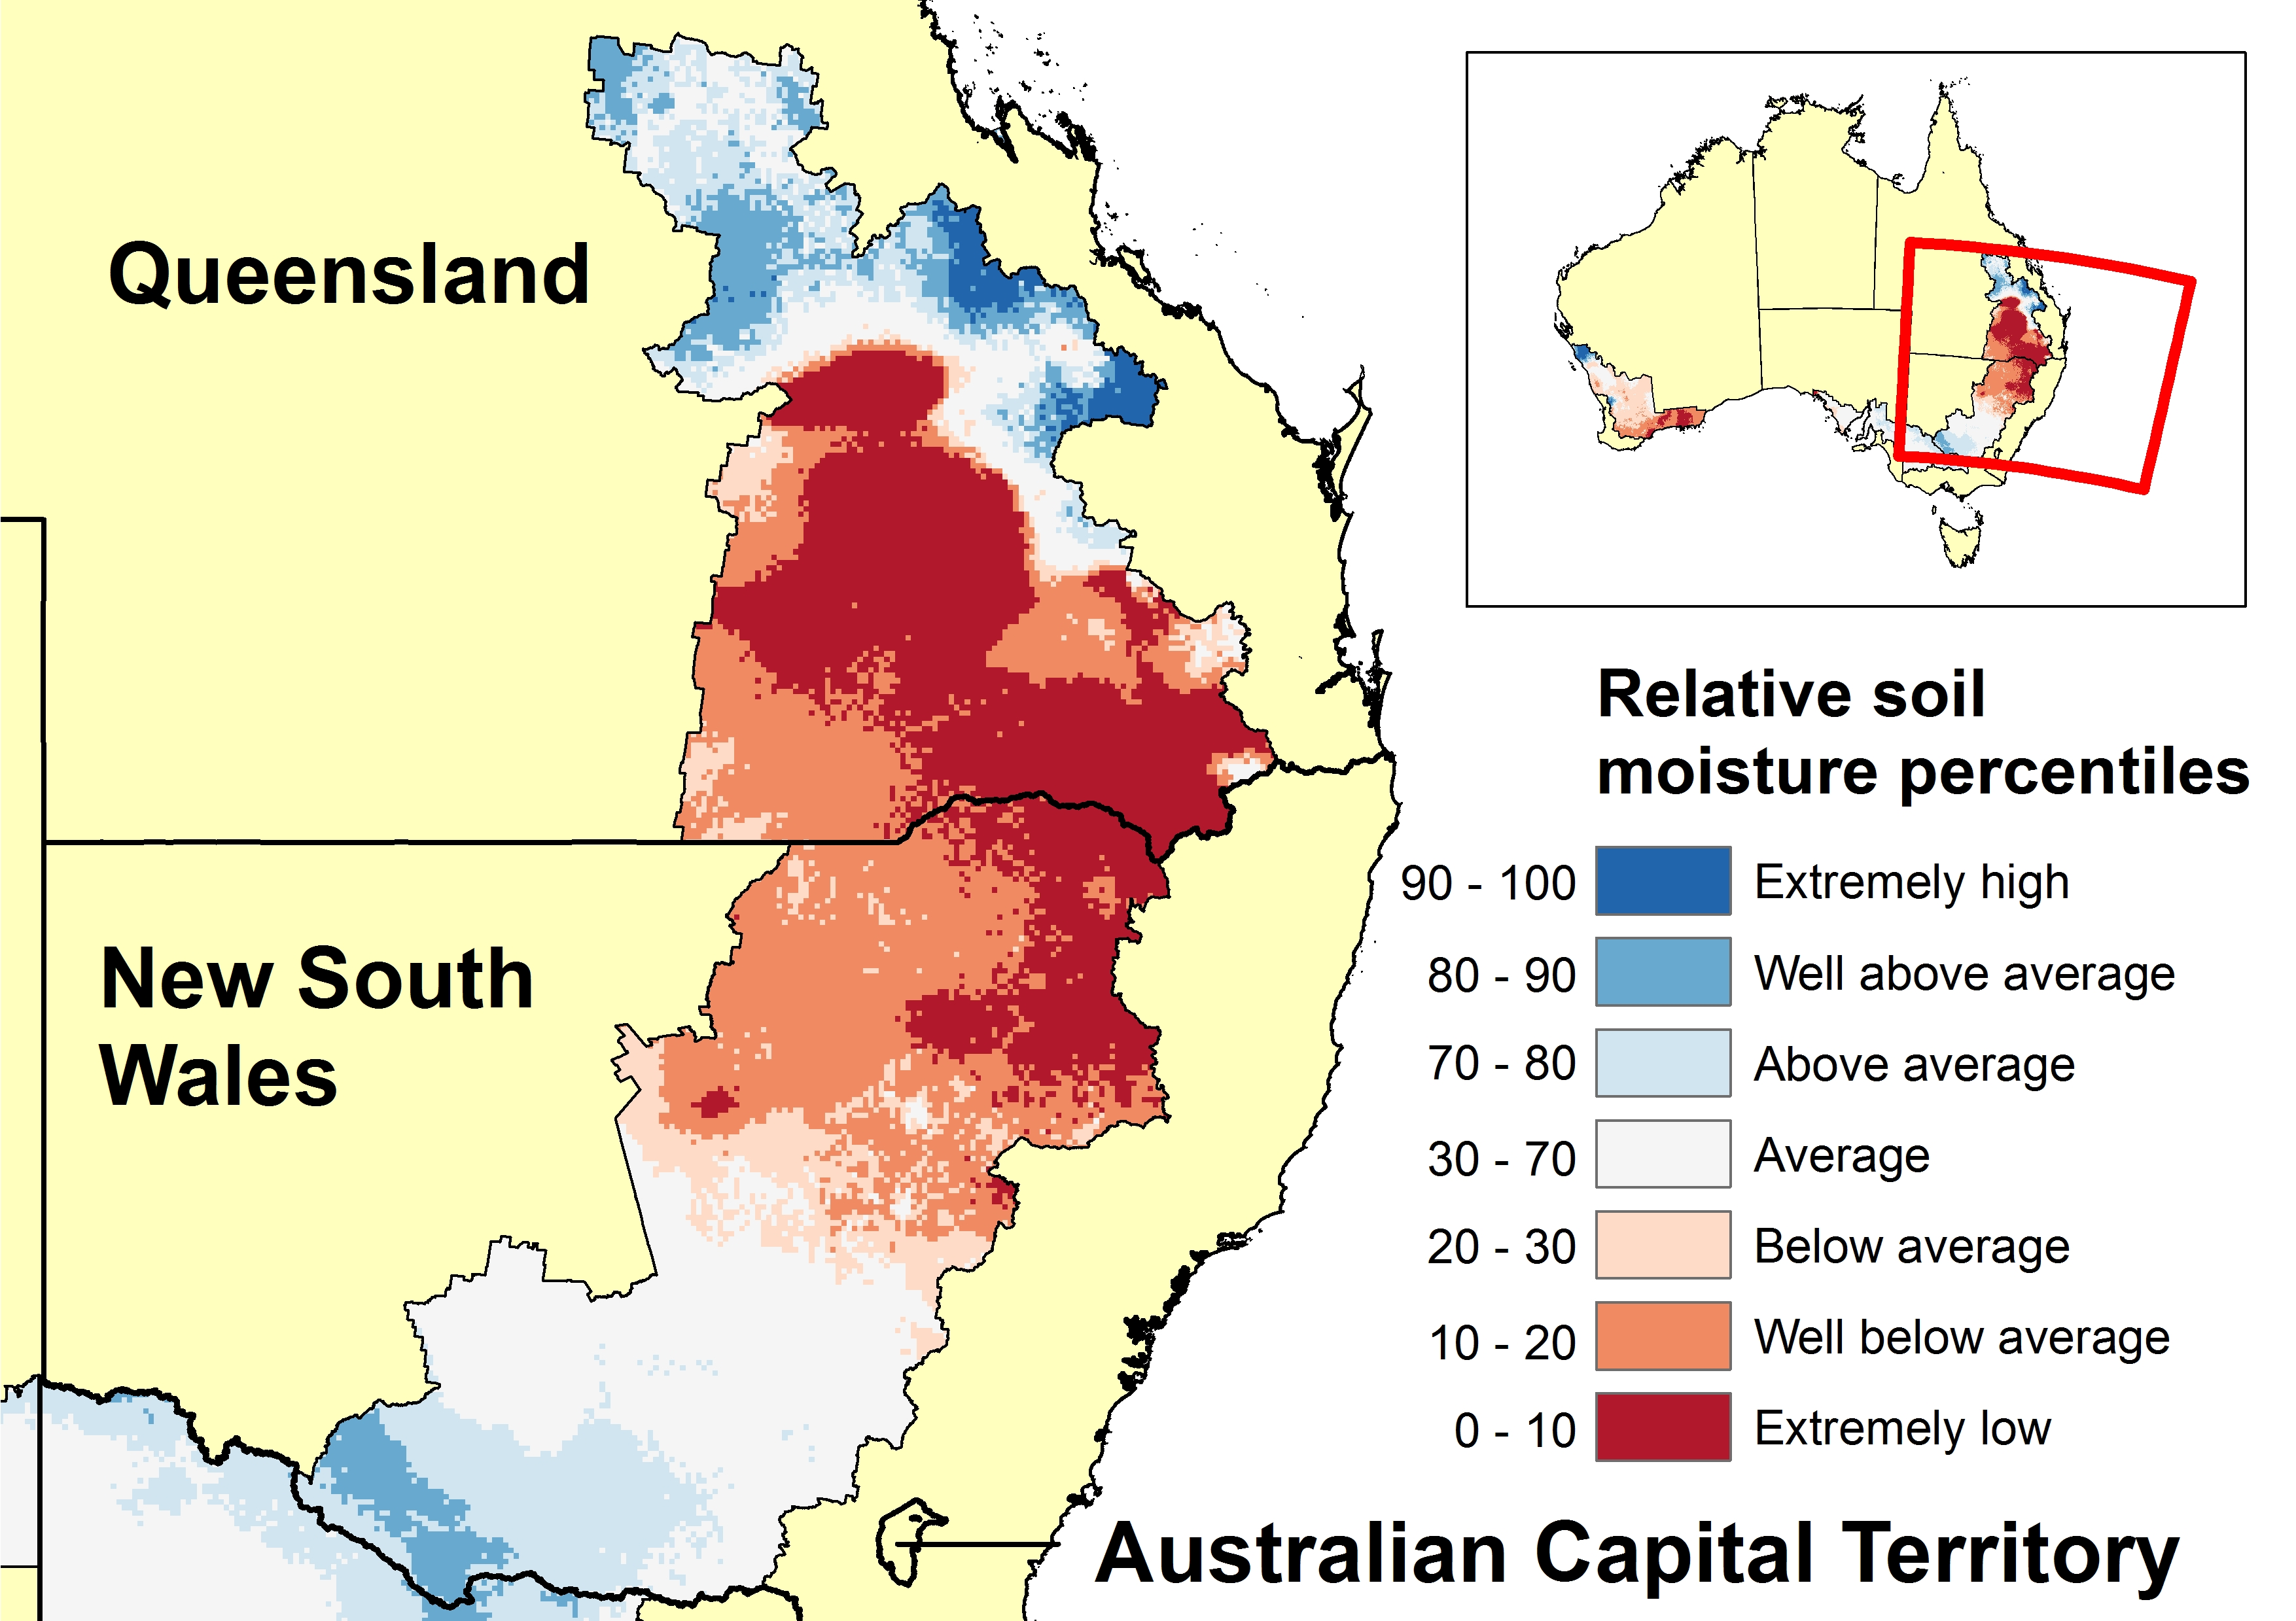 Queensland
New South
Wales
Relative soil
moisture percentiles
90 - 100 Extremely high
80 - 90 Well above average
70 - 80 Above average
30 - 70 Average
20 - 30 Below average
10 - 20 Well below average
0 - 10 Extremely low
Australian Capital Territory